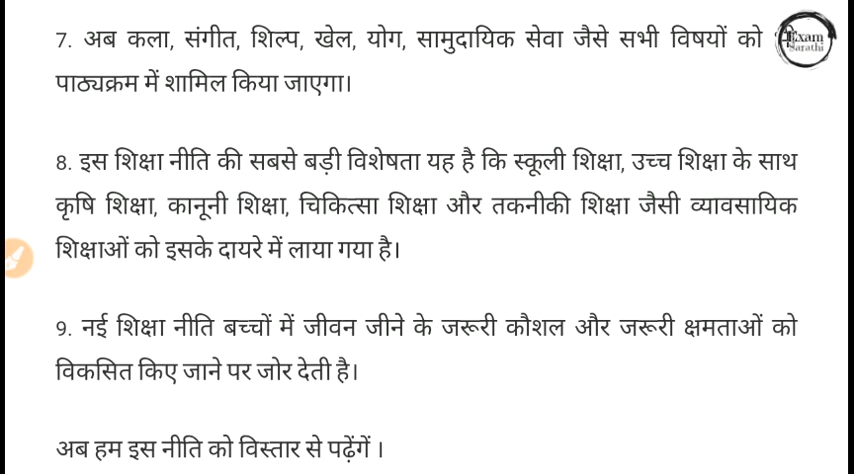 7. अब कला, संगीत, शिल्प, खेल, योग, सामुदायिक सेवा जैसे सभी विषयों को
Exam
Sarathi
पाठ्यक्रम में शामिल किया जाएगा।
8. इस शिक्षा नीति की सबसे बड़ी विशेषता यह है कि स्कूली शिक्षा, उच्च शिक्षा के साथ
कृषि शिक्षा, कानूनी शिक्षा, चिकित्सा शिक्षा और तकनीकी शिक्षा जैसी व्यावसायिक
शिक्षाओं को इसके दायरे में लाया गया है।
9. नई शिक्षा नीति बच्चों में जीवन जीने के जरूरी कौशल और जरूरी क्षमताओं को
विकसित किए जाने पर जोर देती है।
अब हम इस नीति को विस्तार से पढ़ेंगें ।